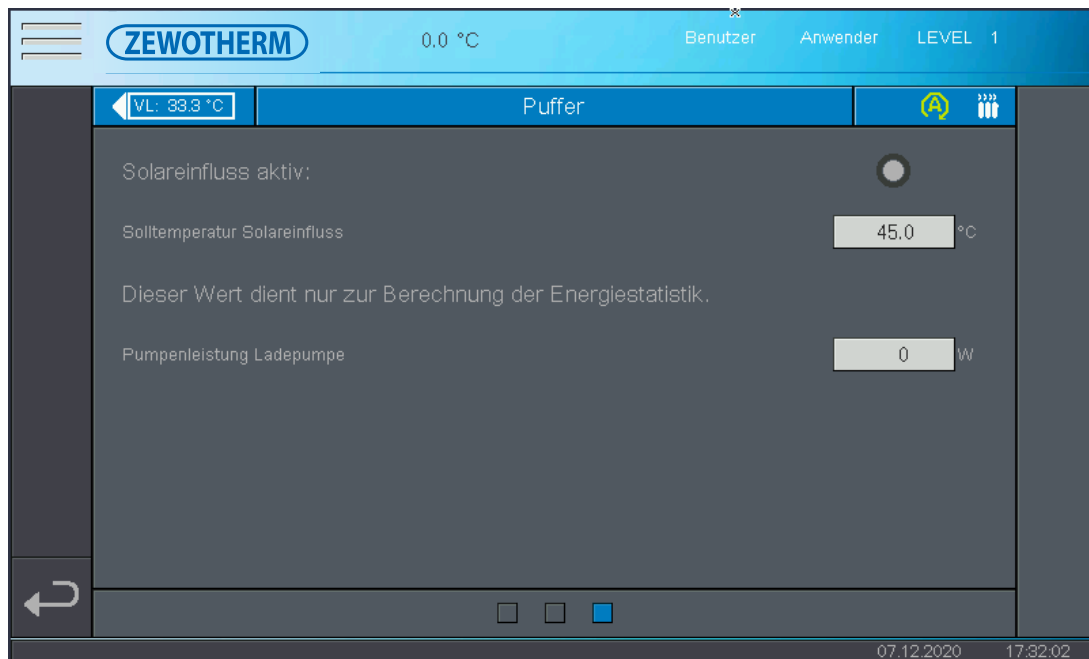 ZEWOTHERM 0.0 °C Benutzer Anwender LEVEL 1
VL: 33.3 °C Puffer A
Solareinfluss aktiv:
Solltemperatur Solareinfluss 45.0 °C
Dieser Wert dient nur zur Berechnung der Energiestatistik.
Pumpenleistung Ladepumpe 0 W
07.12.2020 17:32:02